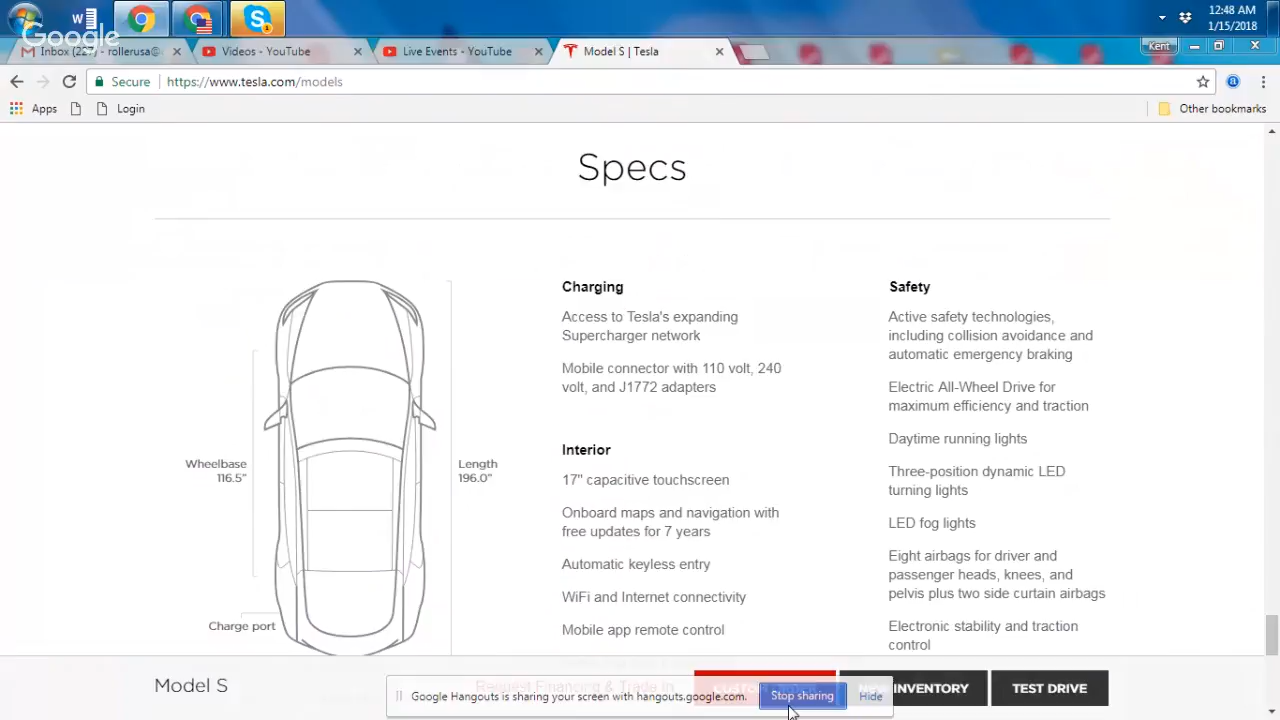 W
12:48 AM
1/15/2018
Google
Inbox (229) - rollerusa@
Videos - YouTube
Live Events - YouTube
Model S | Tesla
Kent
Secure
https://www.tesla.com/models
a
Apps
Login
Other bookmarks
Specs
Charging
Access to Tesla's expanding
Supercharger network
Mobile connector with 110 volt, 240
volt, and J1772 adapters
Interior
17" capacitive touchscreen
Onboard maps and navigation with
free updates for 7 years
Automatic keyless entry
WiFi and Internet connectivity
Mobile app remote control
Safety
Active safety technologies,
including collision avoidance and
automatic emergency braking
Electric All-Wheel Drive for
maximum efficiency and traction
Daytime running lights
Three-position dynamic LED
turning lights
LED fog lights
Eight airbags for driver and
passenger heads, knees, and
pelvis plus two side curtain airbags
Electronic stability and traction
control
Wheelbase
116.5"
Length
196.0"
Charge port
Model S
Request Financing & Trade In
INVENTORY
TEST DRIVE
Google Hangouts is sharing your screen with hangouts.google.com.
Stop sharing
Hide